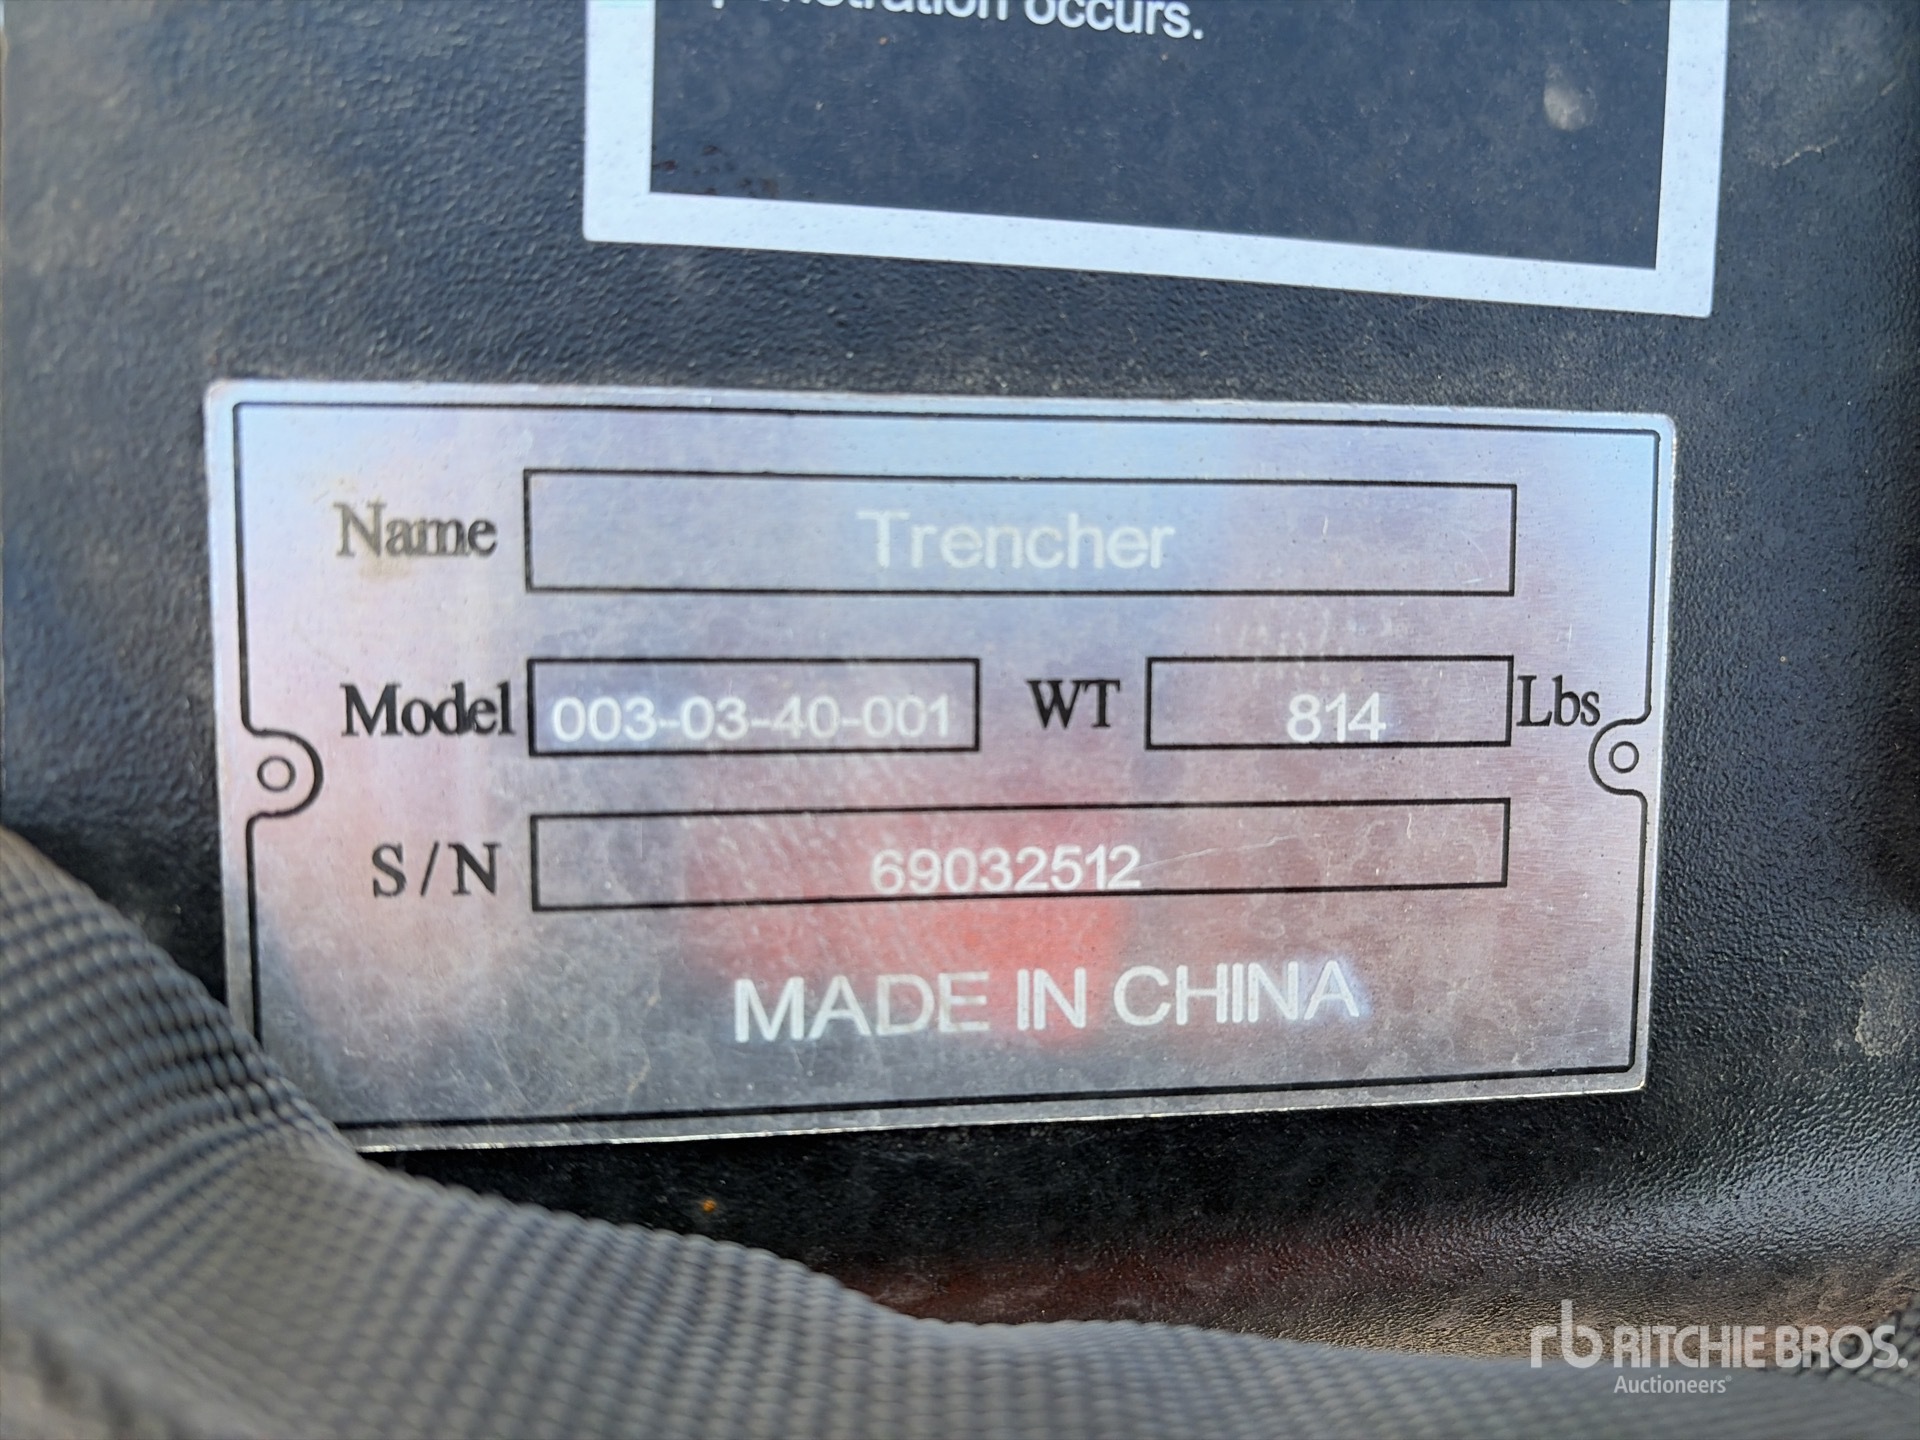 penetration occurs.
Name Trencher
Model 003-03-40-001 WT 814 Lbs
S/N 69032512
MADE IN CHINA
rb RITCHIE BROS.
Auctioneers